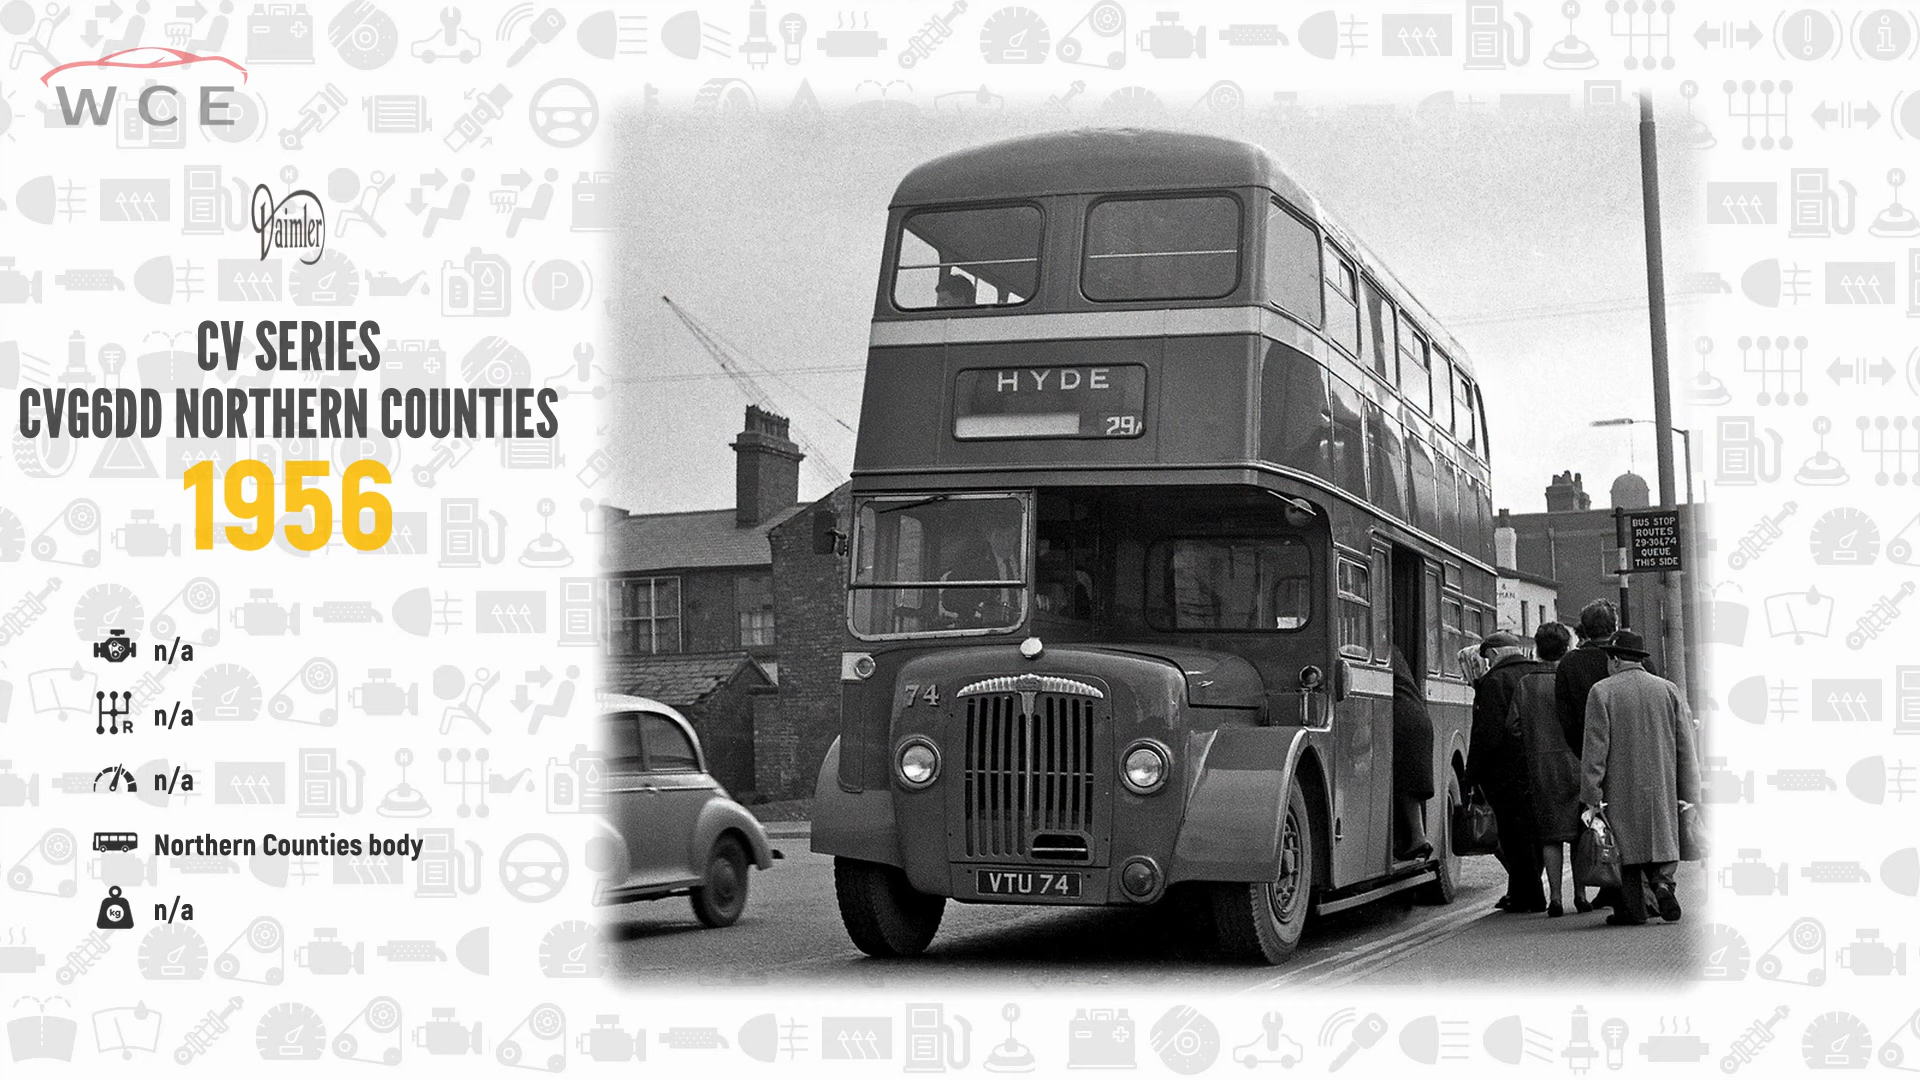 WCE
Daimler
CV SERIES
CVG6DD NORTHERN COUNTIES
1956
n/a
n/a
n/a
Northern Counties body
n/a
HYDE
29A
74
VTU 74
BUS STOP
ROUTES
29·30&74
QUEUE
THIS SIDE